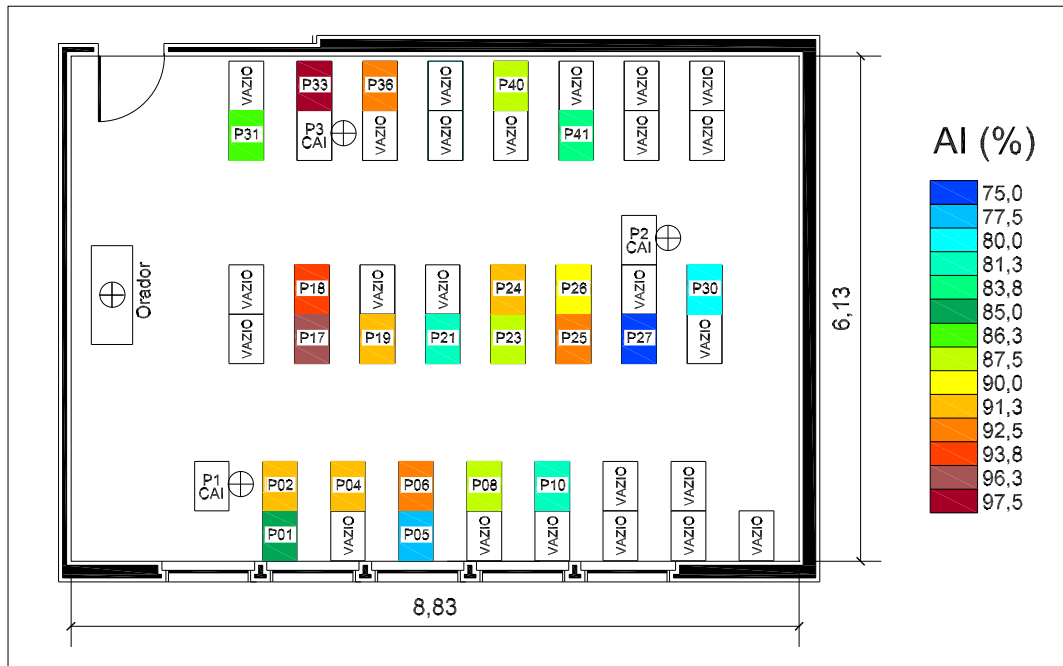 VAZIO P33 P36 VAZIO P40 VAZIO VAZIO VAZIO
P31 P3 CAI VAZIO VAZIO VAZIO P41 VAZIO VAZIO
P2
CAI
Orador
VAZIO P18 VAZIO VAZIO P24 P26 VAZIO P30
VAZIO P17 P19 P21 P23 P25 P27 VAZIO
P1
CAI
P02 P04 P06 P08 P10 VAZIO VAZIO
P01 VAZIO P05 VAZIO VAZIO VAZIO VAZIO VAZIO
8,83
6,13
AI (%)
75,0
77,5
80,0
81,3
83,8
85,0
86,3
87,5
90,0
91,3
92,5
93,8
96,3
97,5